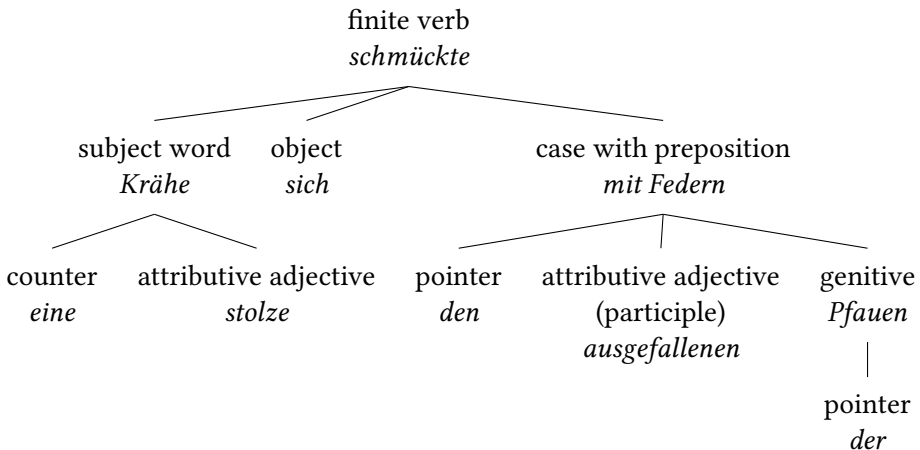 finite verb
schmückte
subject word object case with preposition
Krähe sich mit Federn
counter attributive adjective pointer attributive adjective genitive
eine stolze den (participle) Pfauen
ausgefallenen
pointer
der